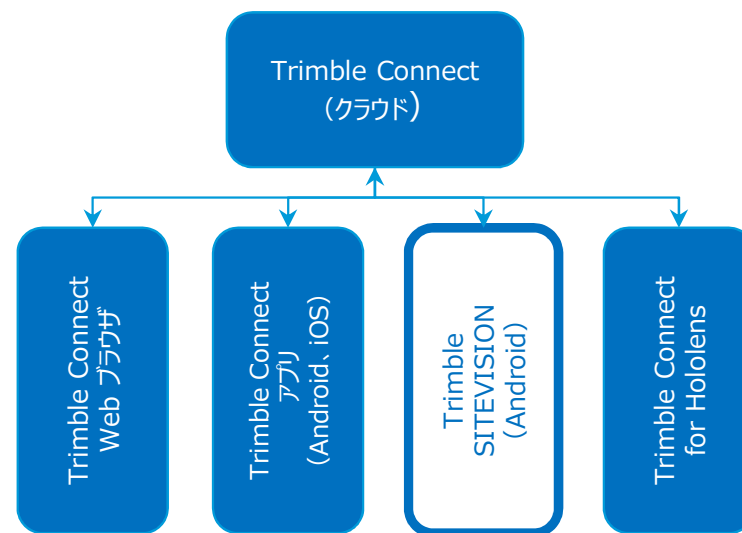 Trimble Connect
(クラウド)
Trimble Connect
Web ブラウザ
Trimble Connect
アプリ
(Android、iOS)
Trimble
SITEVISION
(Android)
Trimble Connect
for Hololens